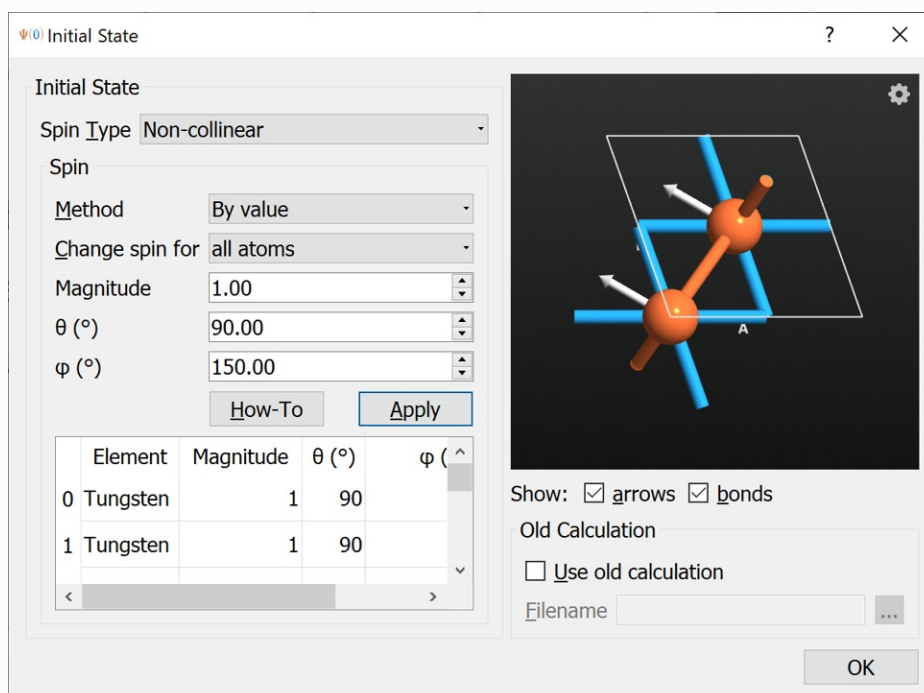 Ψ(0) Initial State ?
Initial State
Spin Type Non-collinear
Spin
Method By value
Change spin for all atoms
Magnitude 1.00
θ (°) 90.00
φ (°) 150.00
How-To Apply
Element Magnitude θ (°) φ (
0 Tungsten 1 90
1 Tungsten 1 90
A
Show: arrows bonds
Old Calculation
Use old calculation
Filename ...
OK